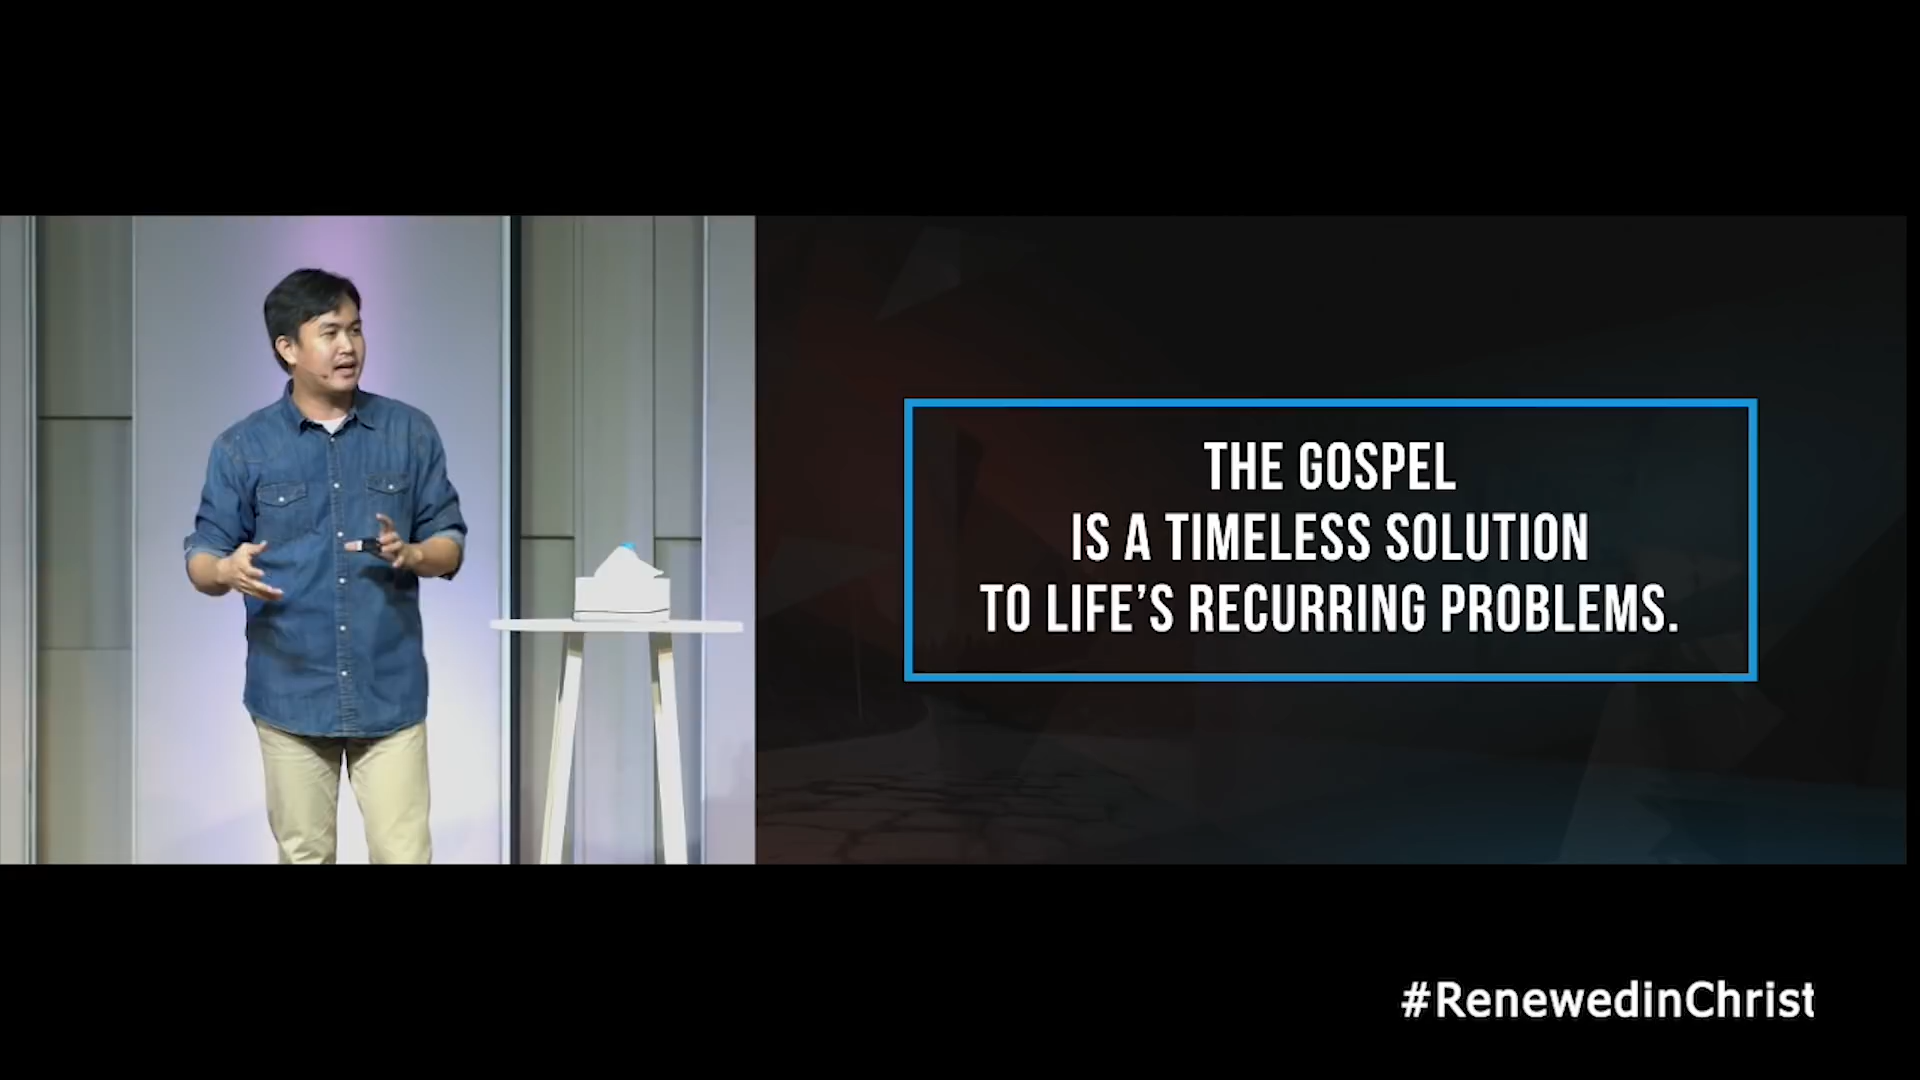 THE GOSPEL
IS A TIMELESS SOLUTION
TO LIFE'S RECURRING PROBLEMS.
#RenewedinChrist